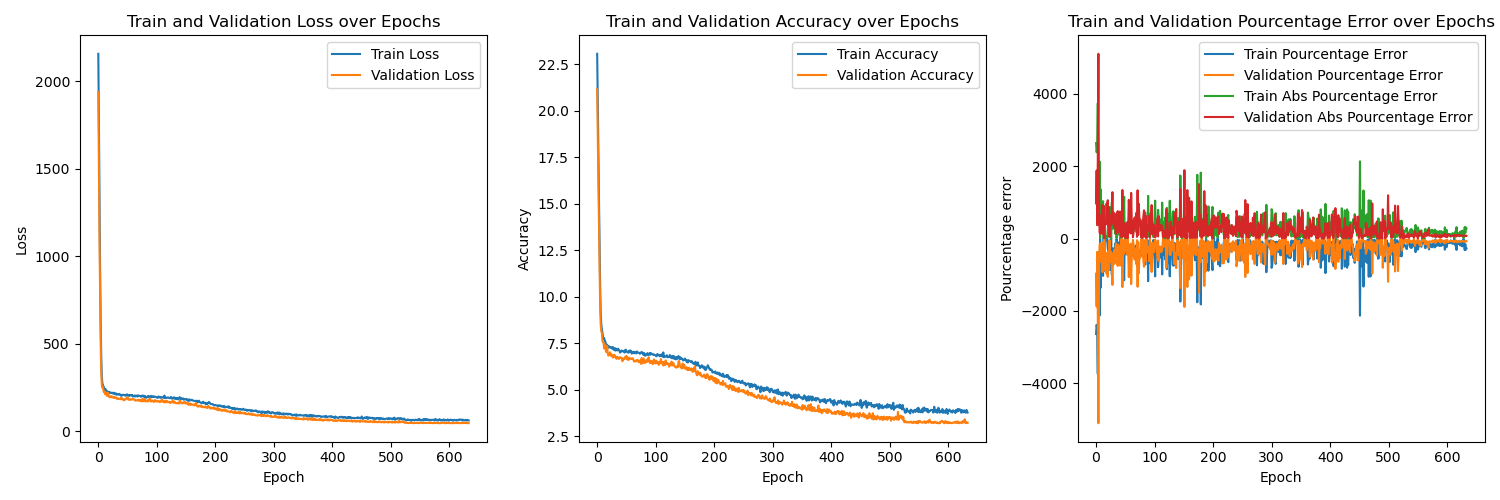 Train and Validation Loss over Epochs
Train Loss
Validation Loss
Loss
2000
1500
1000
500
0
0 100 200 300 400 500 600
Epoch
Train and Validation Accuracy over Epochs
Train Accuracy
Validation Accuracy
Accuracy
22.5
20.0
17.5
15.0
12.5
10.0
7.5
5.0
2.5
0 100 200 300 400 500 600
Epoch
Train and Validation Pourcentage Error over Epochs
Train Pourcentage Error
Validation Pourcentage Error
Train Abs Pourcentage Error
Validation Abs Pourcentage Error
Pourcentage error
4000
2000
0
−2000
−4000
0 100 200 300 400 500 600
Epoch